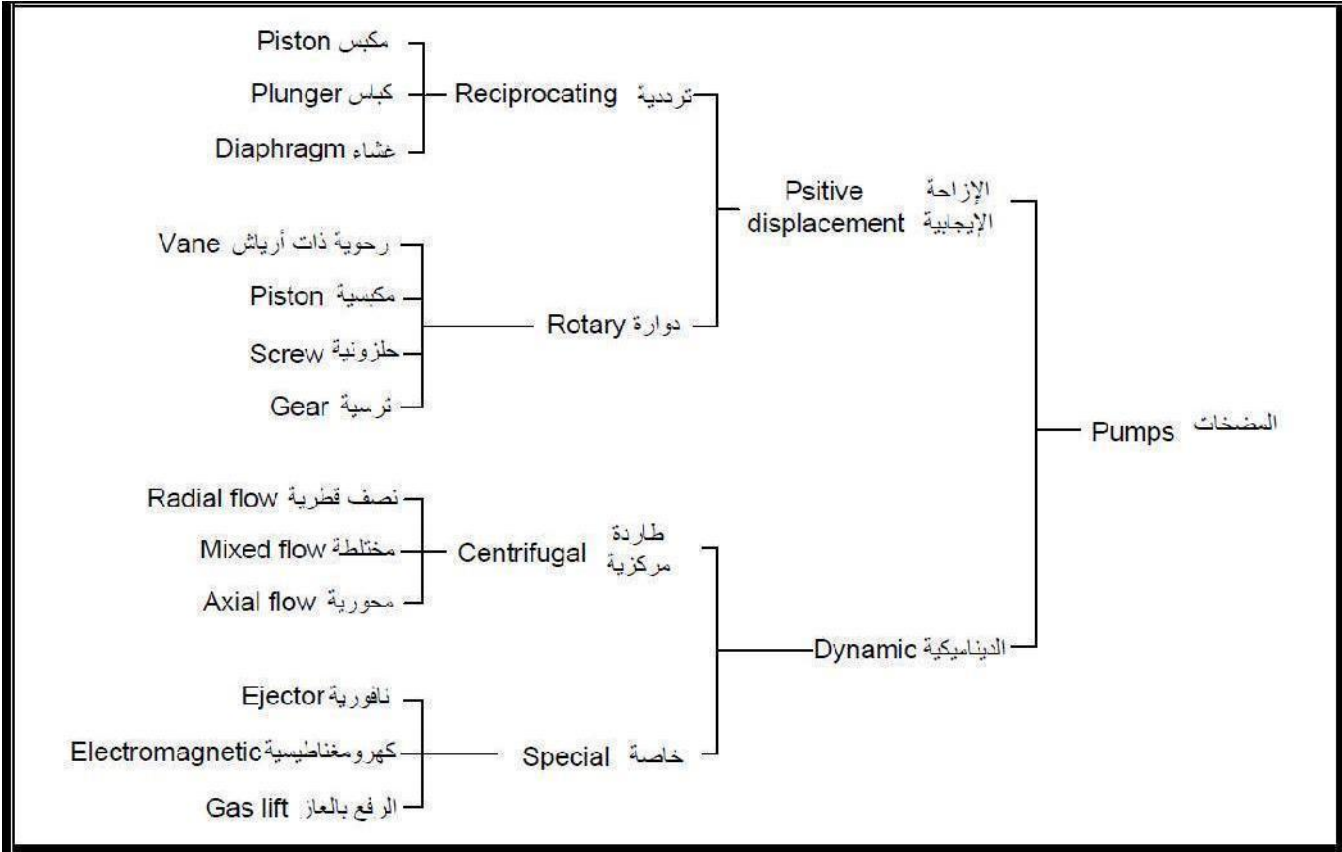 المضخات Pumps
الإزاحة
الإيجابية
Psitive
displacement
ترددية Reciprocating
مكبس Piston
كباس Plunger
غشاء Diaphragm
دوارة Rotary
رحوية ذات أرياش Vane
مكبسية Piston
حلزونية Screw
ترسية Gear
الديناميكية Dynamic
طاردة
مركزية
Centrifugal
نصف قطرية Radial flow
مختلطة Mixed flow
محورية Axial flow
خاصة Special
نافورية Ejector
كهرومغناطيسية Electromagnetic
الرفع بالعاز Gas lift